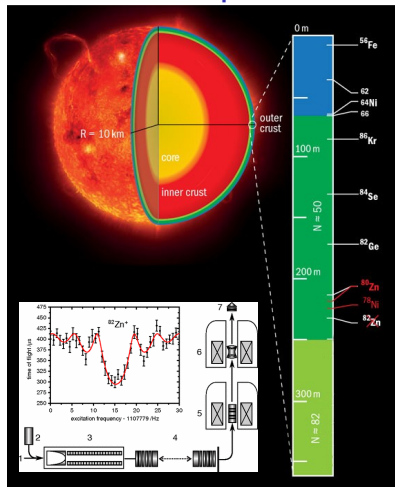 0 m
⁵⁶Fe
62
⁶⁴Ni
66
⁸⁶Kr
100 m
⁸⁴Se
N ≈ 50
⁸²Ge
200 m
⁸⁰Zn
⁷⁸Ni
⁸²Zn
300 m
N ≈ 82
R = 10 km
outer
crust
core
inner crust
⁸²Zn⁺
475
450
425
400
375
350
325
300
275
250
time of flight /µs
0 5 10 15 20 25 30
excitation frequency - 1107779 /Hz
1
2
3
4
5
6
7